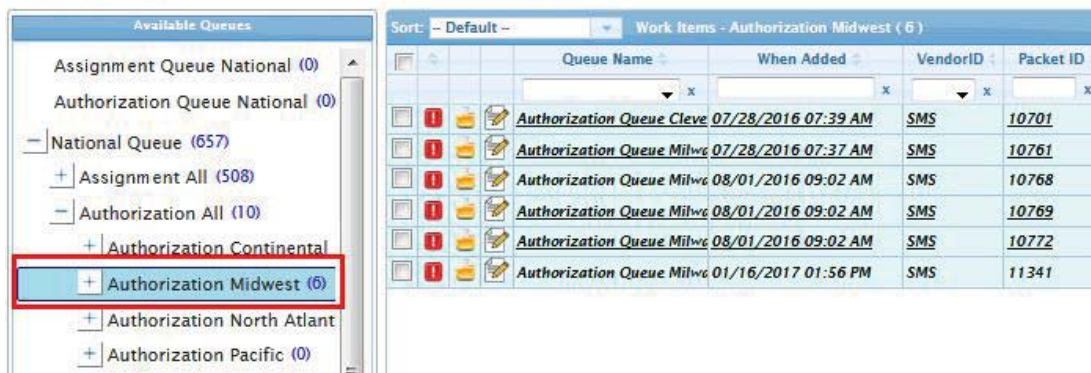 Available Queues
Assignment Queue National (0)
Authorization Queue National (0)
National Queue (657)
Assignment All (508)
Authorization All (10)
Authorization Continental
Authorization Midwest (6)
Authorization North Atlant
Authorization Pacific (0)
Sort: -- Default -- Work Items - Authorization Midwest ( 6 )
Queue Name When Added VendorID Packet ID
x x x x
Authorization Queue Cleve 07/28/2016 07:39 AM SMS 10701
Authorization Queue Milwa 07/28/2016 07:37 AM SMS 10761
Authorization Queue Milwa 08/01/2016 09:02 AM SMS 10768
Authorization Queue Milwa 08/01/2016 09:02 AM SMS 10769
Authorization Queue Milwa 08/01/2016 09:02 AM SMS 10772
Authorization Queue Milwa 01/16/2017 01:56 PM SMS 11341